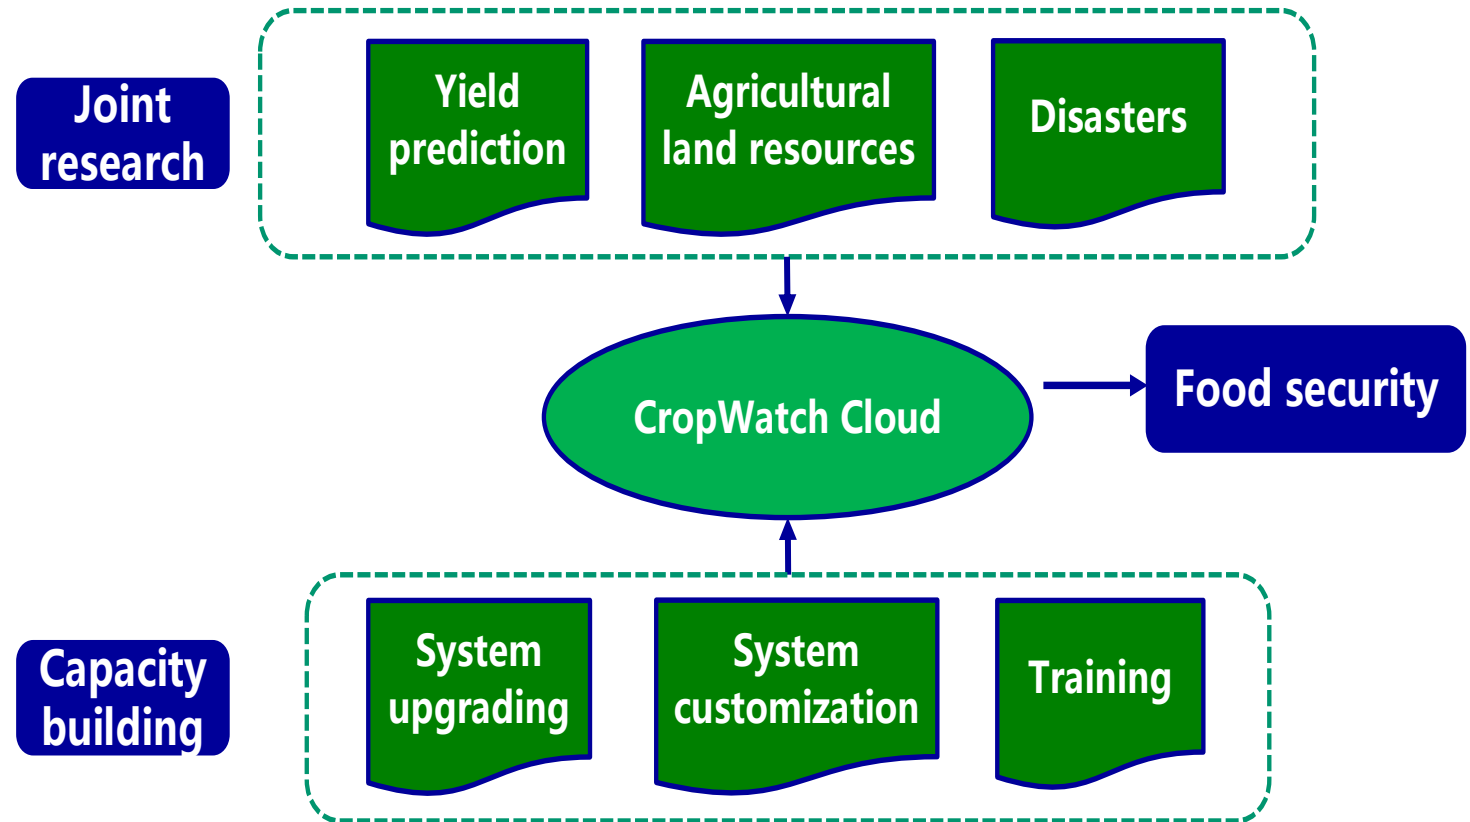 Joint
research
Yield
prediction
Agricultural
land resources
Disasters
CropWatch Cloud
Food security
Capacity
building
System
upgrading
System
customization
Training